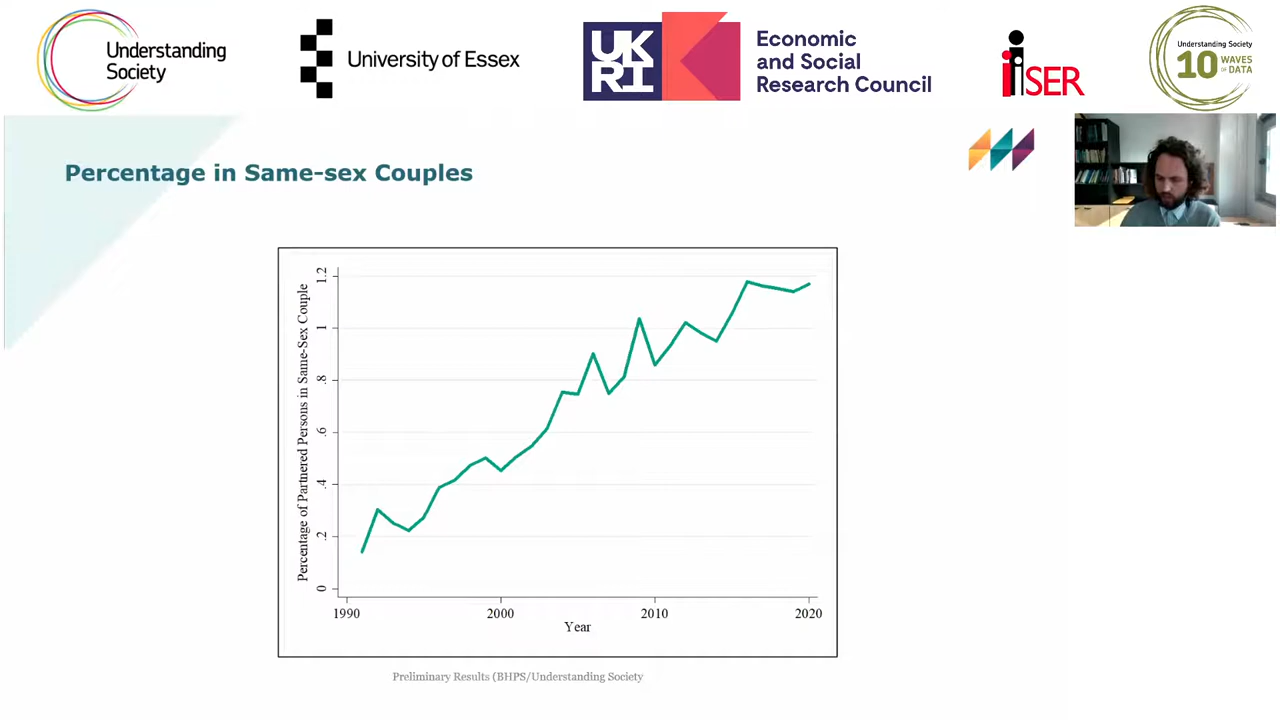 Understanding
Society
University of Essex
UK
RI
Economic
and Social
Research Council
iSER
Understanding Society
10 WAVES
OF DATA
Percentage in Same-sex Couples
Percentage of Partnered Persons in Same-Sex Couple
1.2
1
.8
.6
.4
.2
0
1990
2000
2010
2020
Year
Preliminary Results (BHPS/Understanding Society